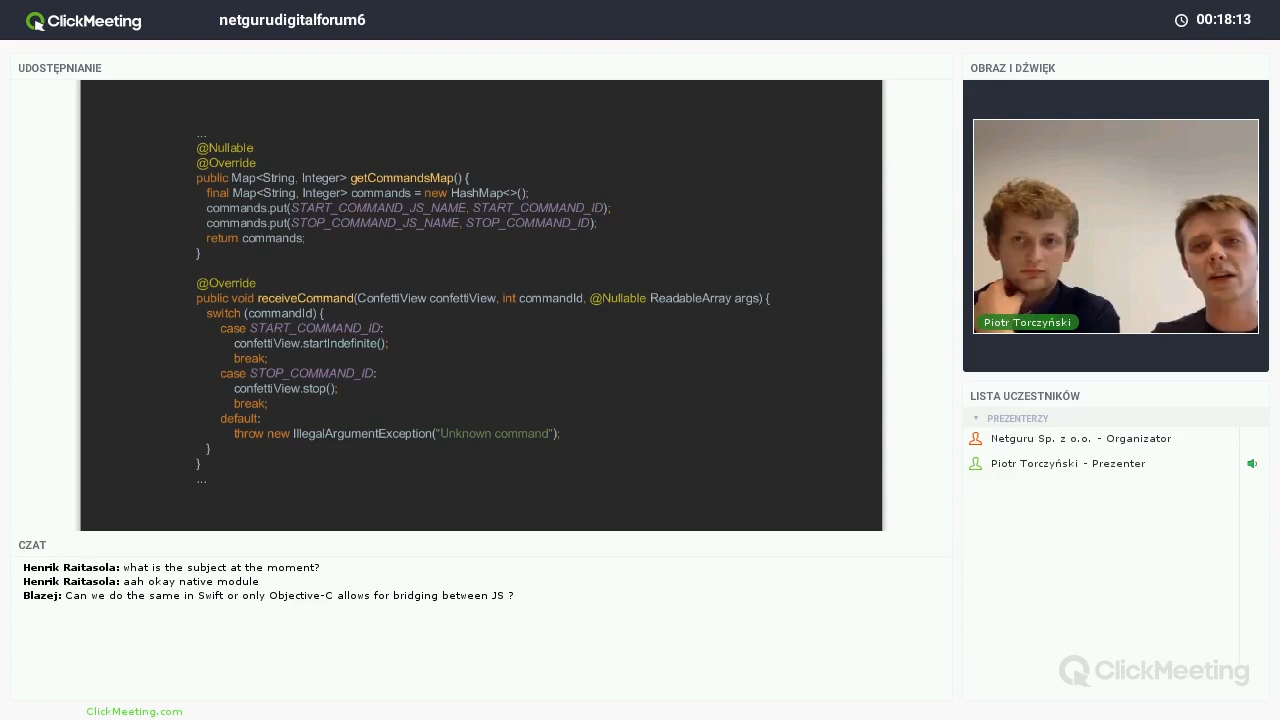 ClickMeeting
netgurudigitalforum6
00:18:13
UDOSTĘPNIANIE
...
@Nullable
@Override
public Map<String, Integer> getCommandsMap() {
final Map<String, Integer> commands = new HashMap<>();
commands.put(START_COMMAND_JS_NAME, START_COMMAND_ID);
commands.put(STOP_COMMAND_JS_NAME, STOP_COMMAND_ID);
return commands;
}
@Override
public void receiveCommand(ConfettiView confettiView, int commandId, @Nullable ReadableArray args) {
switch (commandId) {
case START_COMMAND_ID:
confettiView.startIndefinite();
break;
case STOP_COMMAND_ID:
confettiView.stop();
break;
default:
throw new IllegalArgumentException("Unknown command");
}
}
...
OBRAZ I DŹWIĘK
Piotr Torczyński
LISTA UCZESTNIKÓW
PREZENTERZY
Netguru Sp. z o.o. - Organizator
Piotr Torczyński - Prezenter
CZAT
Henrik Raitasola: what is the subject at the moment?
Henrik Raitasola: aah okay native module
Blazej: Can we do the same in Swift or only Objective-C allows for bridging between JS ?
ClickMeeting
ClickMeeting.com